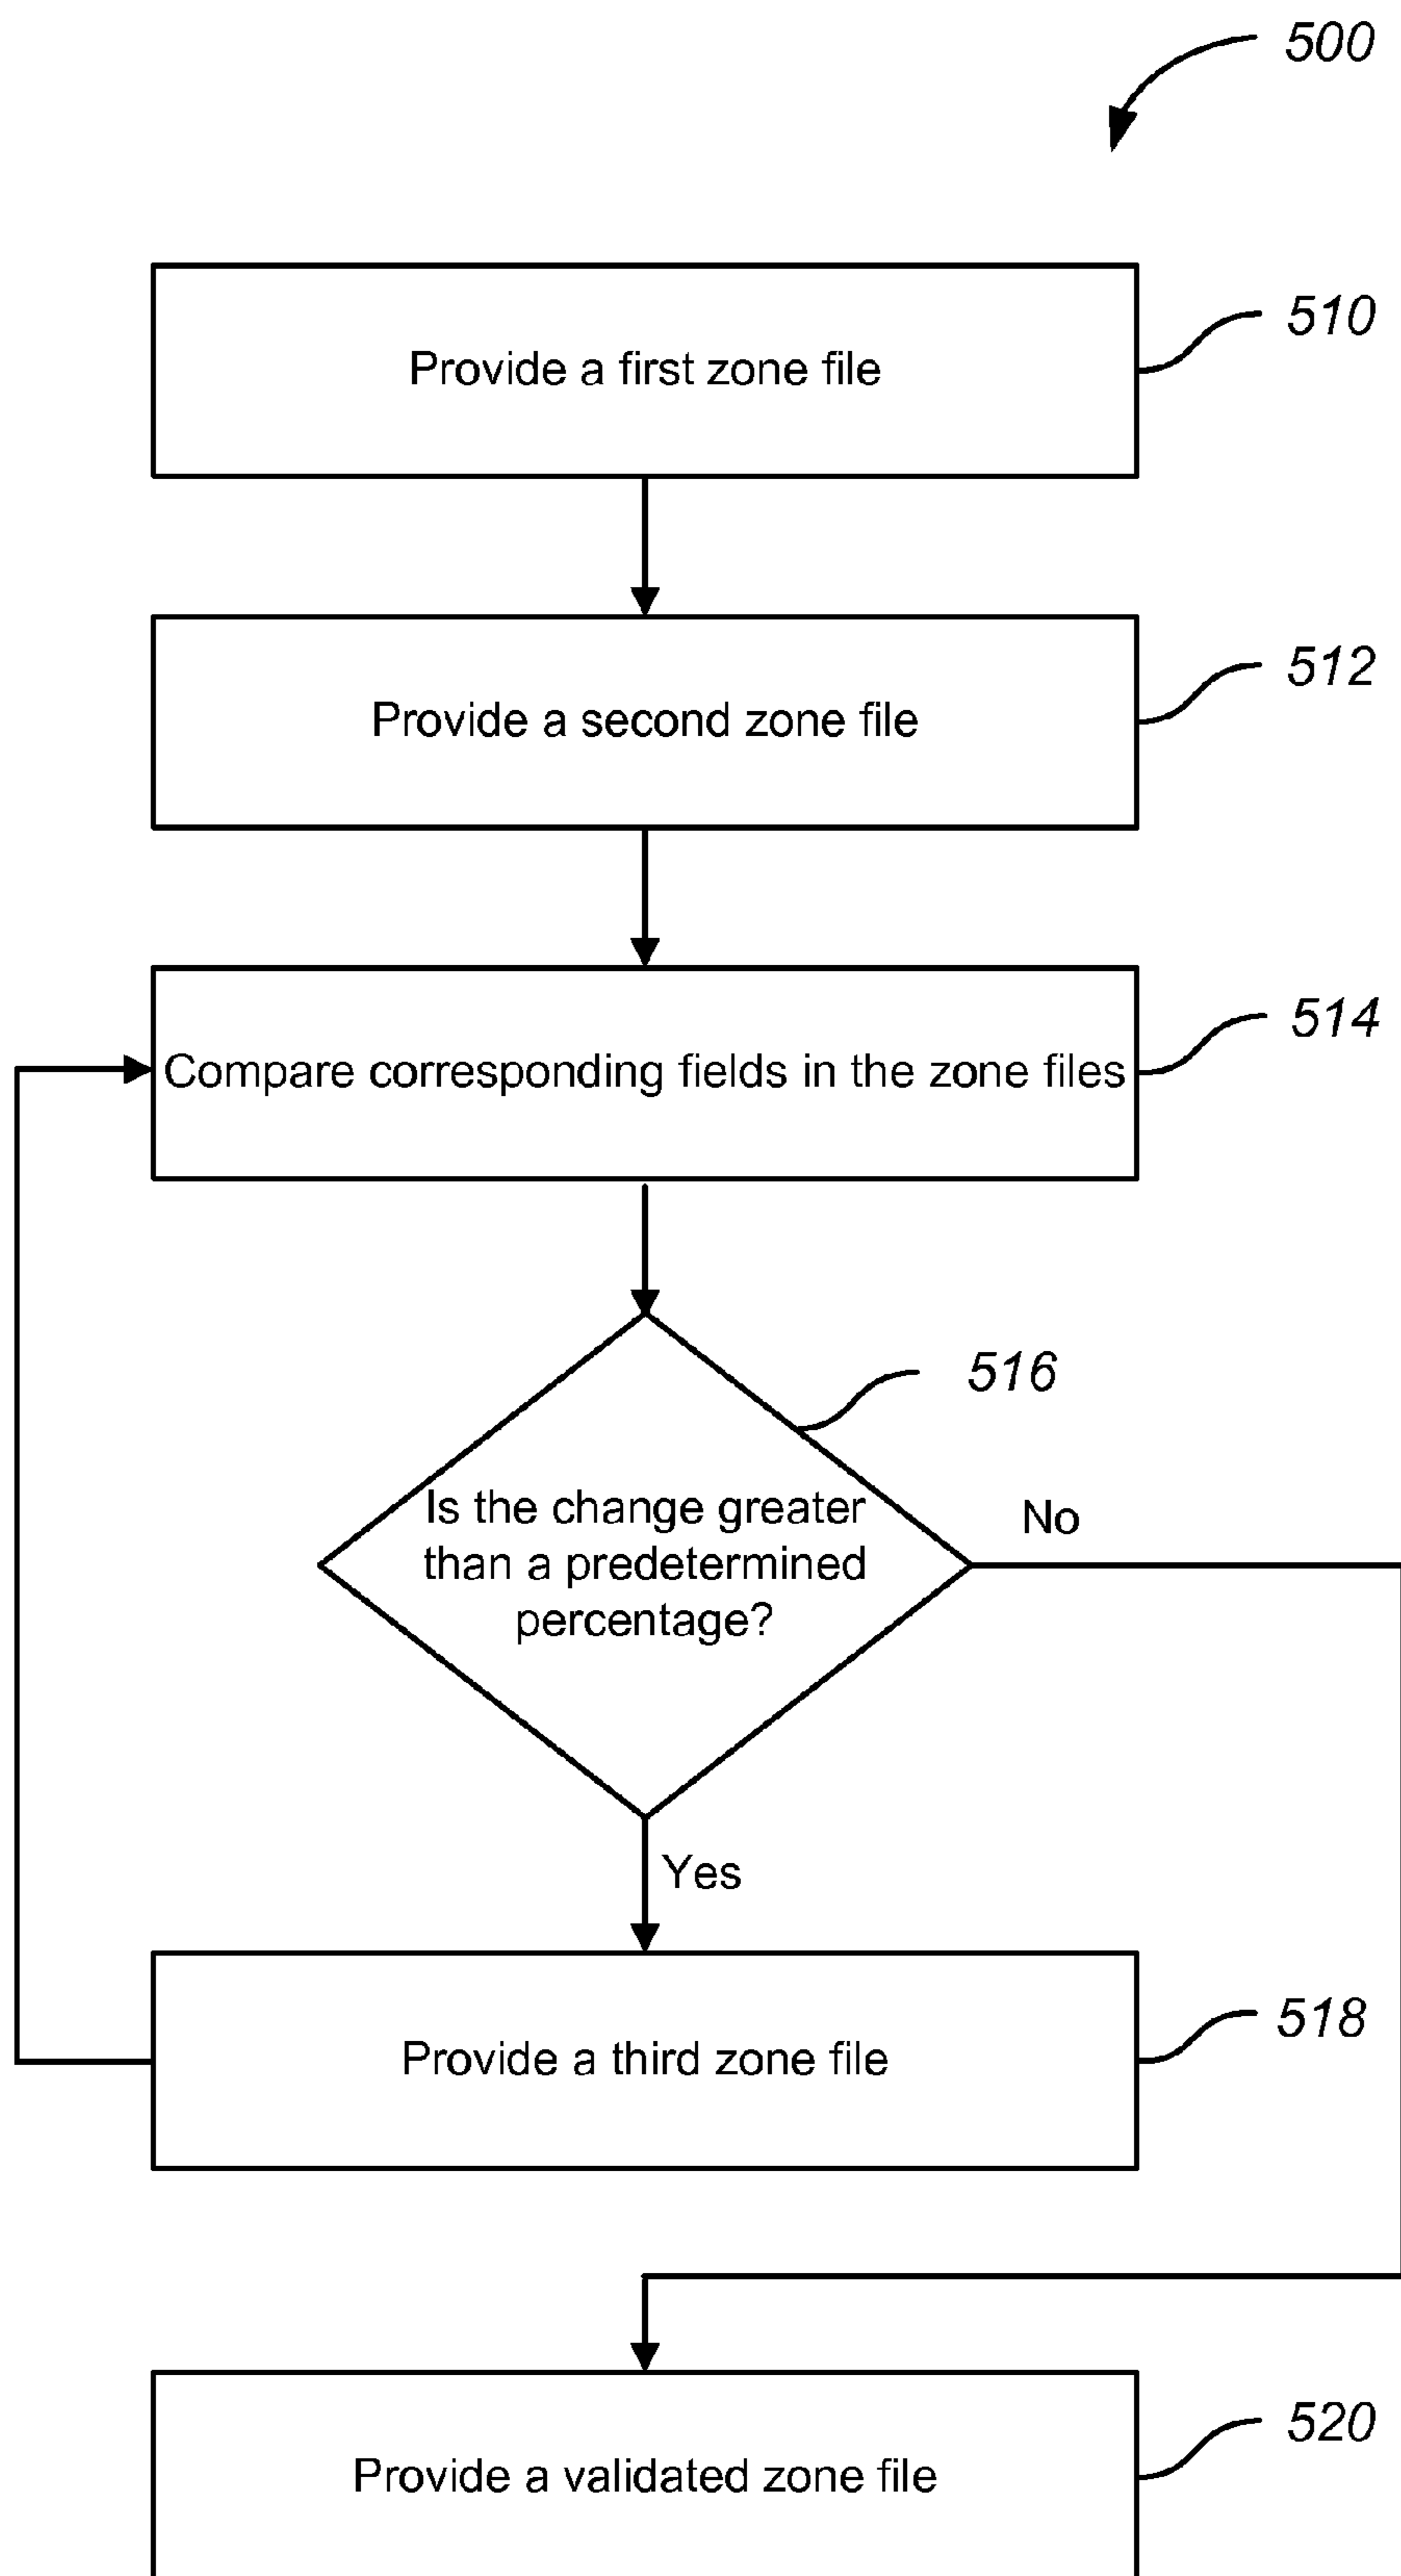 500
Provide a first zone file
510
Provide a second zone file
512
Compare corresponding fields in the zone files
514
516
Is the change greater
than a predetermined
percentage?
No
Yes
Provide a third zone file
518
Provide a validated zone file
520